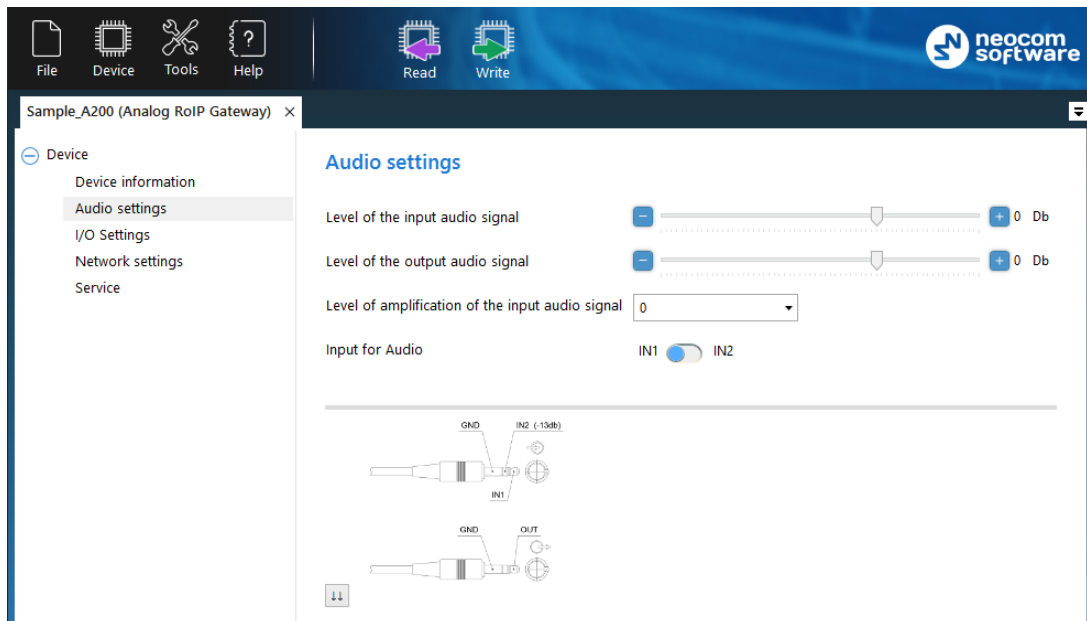 File Device Tools Help Read Write
neocom
software
Sample_A200 (Analog RoIP Gateway) ×
Device
Device information
Audio settings
I/O Settings
Network settings
Service
Audio settings
Level of the input audio signal 0 Db
Level of the output audio signal 0 Db
Level of amplification of the input audio signal 0
Input for Audio IN1 IN2
GND IN2 (-13db)
IN1
GND OUT